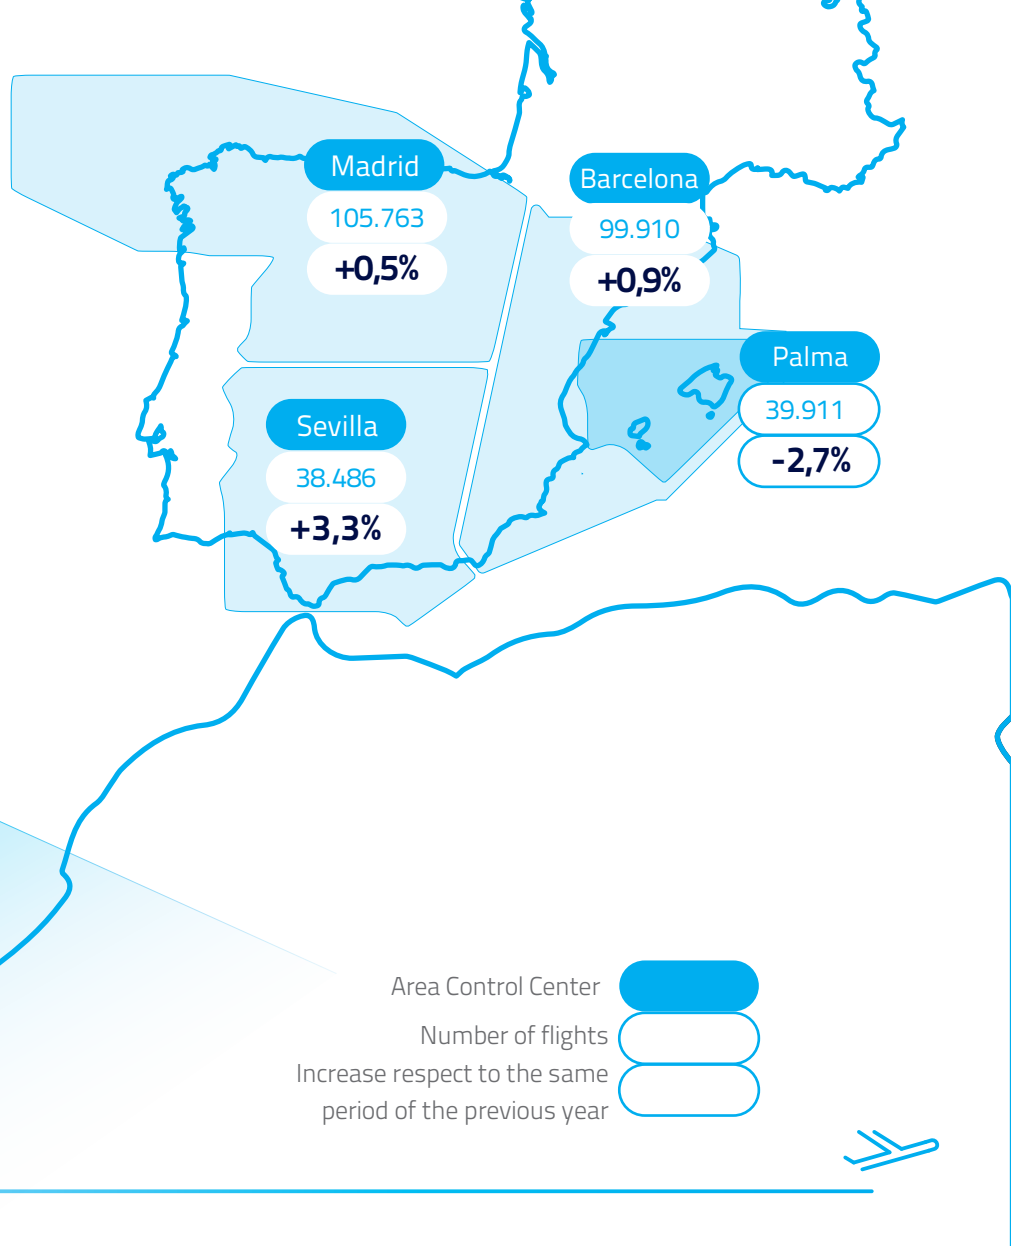 Madrid
105.763
+0,5%
Barcelona
99.910
+0,9%
Palma
39.911
-2,7%
Sevilla
38.486
+3,3%
Area Control Center
Number of flights
Increase respect to the same
period of the previous year